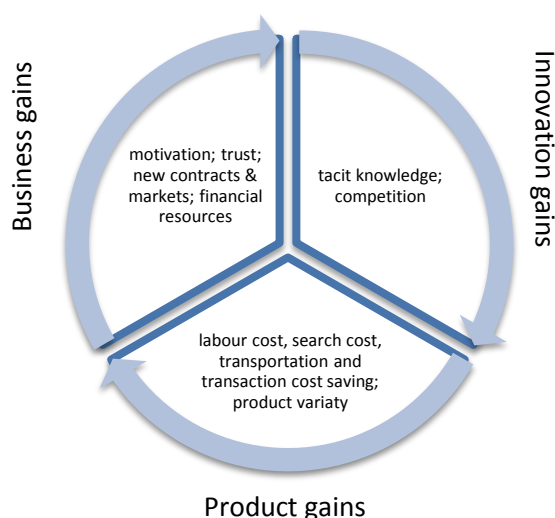 Business gains
motivation; trust;
new contracts &
markets; financial
resources
tacit knowledge;
competition
Innovation gains
labour cost, search cost,
transportation and
transaction cost saving;
product variaty
Product gains